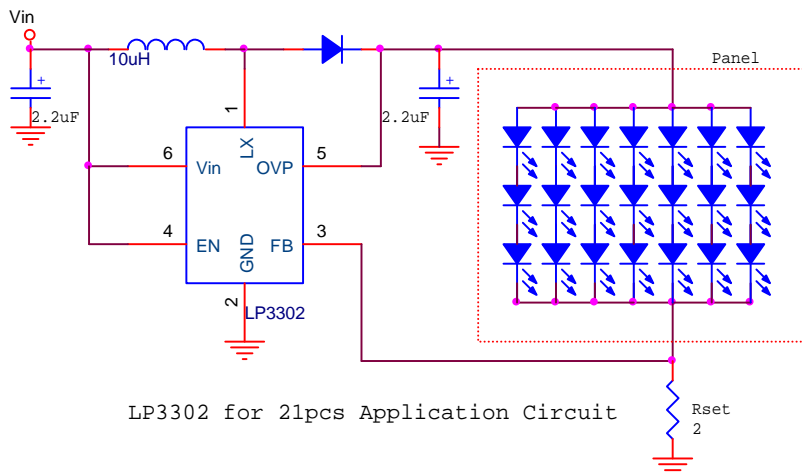 Vin
10uH
Panel
2.2uF
2.2uF
1
LX
6
Vin
OVP
5
4
EN
GND
FB
3
2
LP3302
LP3302 for 21pcs Application Circuit
Rset
2